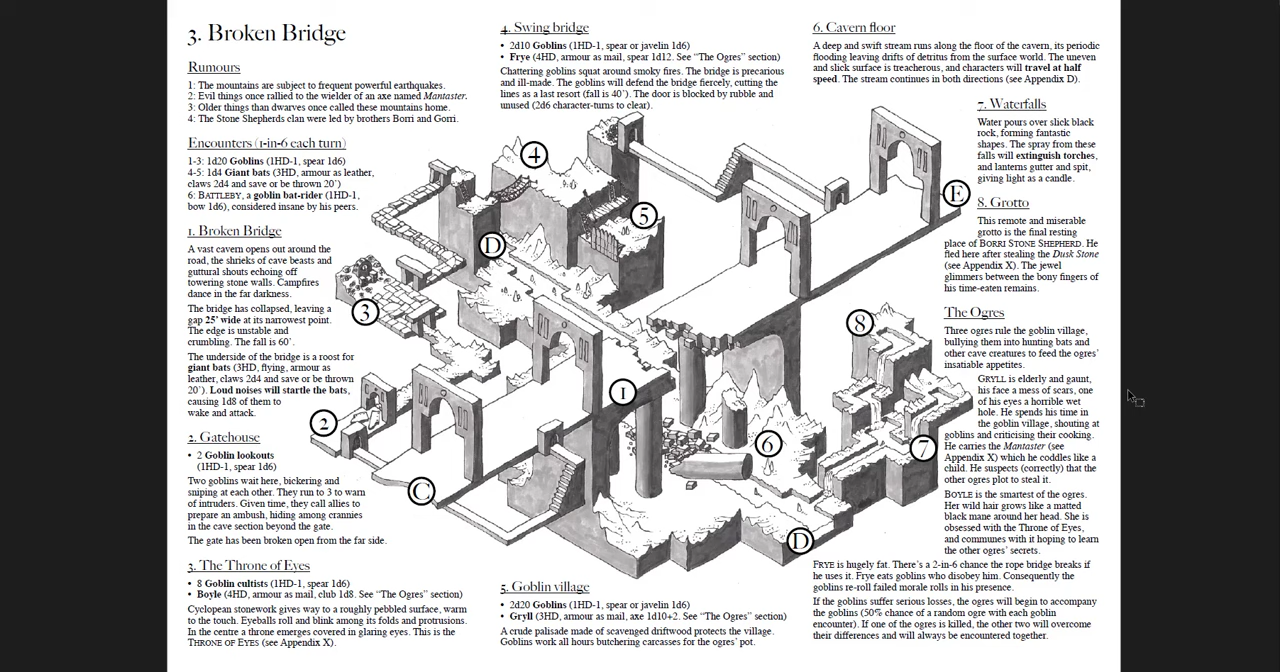 3. Broken Bridge
Rumours
1: The mountains are subject to frequent powerful earthquakes.
2: Evil things once rallied to the wielder of an axe named Mantaster.
3: Older things than dwarves once called these mountains home.
4: The Stone Shepherds clan were led by brothers Borri and Gorri.
Encounters (1-in-6 each turn)
1-3: 1d20 Goblins (1HD-1, spear 1d6)
4-5: 1d4 Giant bats (3HD, armour as leather,
claws 2d4 and save or be thrown 20')
6: BATTLEBY, a goblin bat-rider (1HD-1,
bow 1d6), considered insane by his peers.
1. Broken Bridge
A vast cavern opens out around the
road, the shrieks of cave beasts and
guttural shouts echoing off
towering stone walls. Campfires
dance in the far darkness.
The bridge has collapsed, leaving a
gap 25' wide at its narrowest point.
The edge is unstable and
crumbling. The fall is 60'.
The underside of the bridge is a roost for
giant bats (3HD, flying, armour as
leather, claws 2d4 and save or be thrown
20'). Loud noises will startle the bats,
causing 1d8 of them to
wake and attack.
2. Gatehouse
• 2 Goblin lookouts
(1HD-1, spear 1d6)
Two goblins wait here, bickering and
sniping at each other. They run to 3 to warn
of intruders. Given time, they call allies to
prepare an ambush, hiding among crannies
in the cave section beyond the gate.
The gate has been broken open from the far side.
3. The Throne of Eyes
• 8 Goblin cultists (1HD-1, spear 1d6)
• Boyle (4HD, armour as mail, club 1d8. See "The Ogres" section)
Cyclopean stonework gives way to a roughly pebbled surface, warm
to the touch. Eyeballs roll and blink among its folds and protrusions.
In the centre a throne emerges covered in glaring eyes. This is the
THRONE OF EYES (see Appendix X).
4. Swing bridge
• 2d10 Goblins (1HD-1, spear or javelin 1d6)
• Frye (4HD, armour as mail, spear 1d12. See "The Ogres" section)
Chattering goblins squat around smoky fires. The bridge is precarious
and ill-made. The goblins will defend the bridge fiercely, cutting the
lines as a last resort (fall is 40'). The door is blocked by rubble and
unused (2d6 character-turns to clear).
4
5
D
E
3
1
8
2
6
7
C
D
5. Goblin village
• 2d20 Goblins (1HD-1, spear or javelin 1d6)
• Gryll (3HD, armour as mail, axe 1d10+2. See "The Ogres" section)
A crude palisade made of scavenged driftwood protects the village.
Goblins work all hours butchering carcasses for the ogres' pot.
6. Cavern floor
A deep and swift stream runs along the floor of the cavern, its periodic
flooding leaving drifts of detritus from the surface world. The uneven
and slick surface is treacherous, and characters will travel at half
speed. The stream continues in both directions (see Appendix D).
7. Waterfalls
Water pours over slick black
rock, forming fantastic
shapes. The spray from these
falls will extinguish torches,
and lanterns gutter and spit,
giving light as a candle.
8. Grotto
This remote and miserable
grotto is the final resting
place of BORRI STONE SHEPHERD. He
fled here after stealing the Dusk Stone
(see Appendix X). The jewel
glimmers between the bony fingers of
his time-eaten remains.
The Ogres
Three ogres rule the goblin village,
bullying them into hunting bats and
other cave creatures to feed the ogres'
insatiable appetites.
GRYLL is elderly and gaunt,
his face a mess of scars, one
of his eyes a horrible wet
hole. He spends his time in
the goblin village, shouting at
goblins and criticising their cooking.
He carries the Mantaster (see
Appendix X) which he coddles like a
child. He suspects (correctly) that the
other ogres plot to steal it.
BOYLE is the smartest of the ogres.
Her wild hair grows like a matted
black mane around her head. She is
obsessed with the Throne of Eyes,
and communes with it hoping to learn
the other ogres' secrets.
FRYE is hugely fat. There's a 2-in-6 chance the rope bridge breaks if
he uses it. Frye eats goblins who disobey him. Consequently the
goblins re-roll failed morale rolls in his presence.
If the goblins suffer serious losses, the ogres will begin to accompany
the goblins (50% chance of a random ogre with each goblin
encounter). If one of the ogres is killed, the other two will overcome
their differences and will always be encountered together.